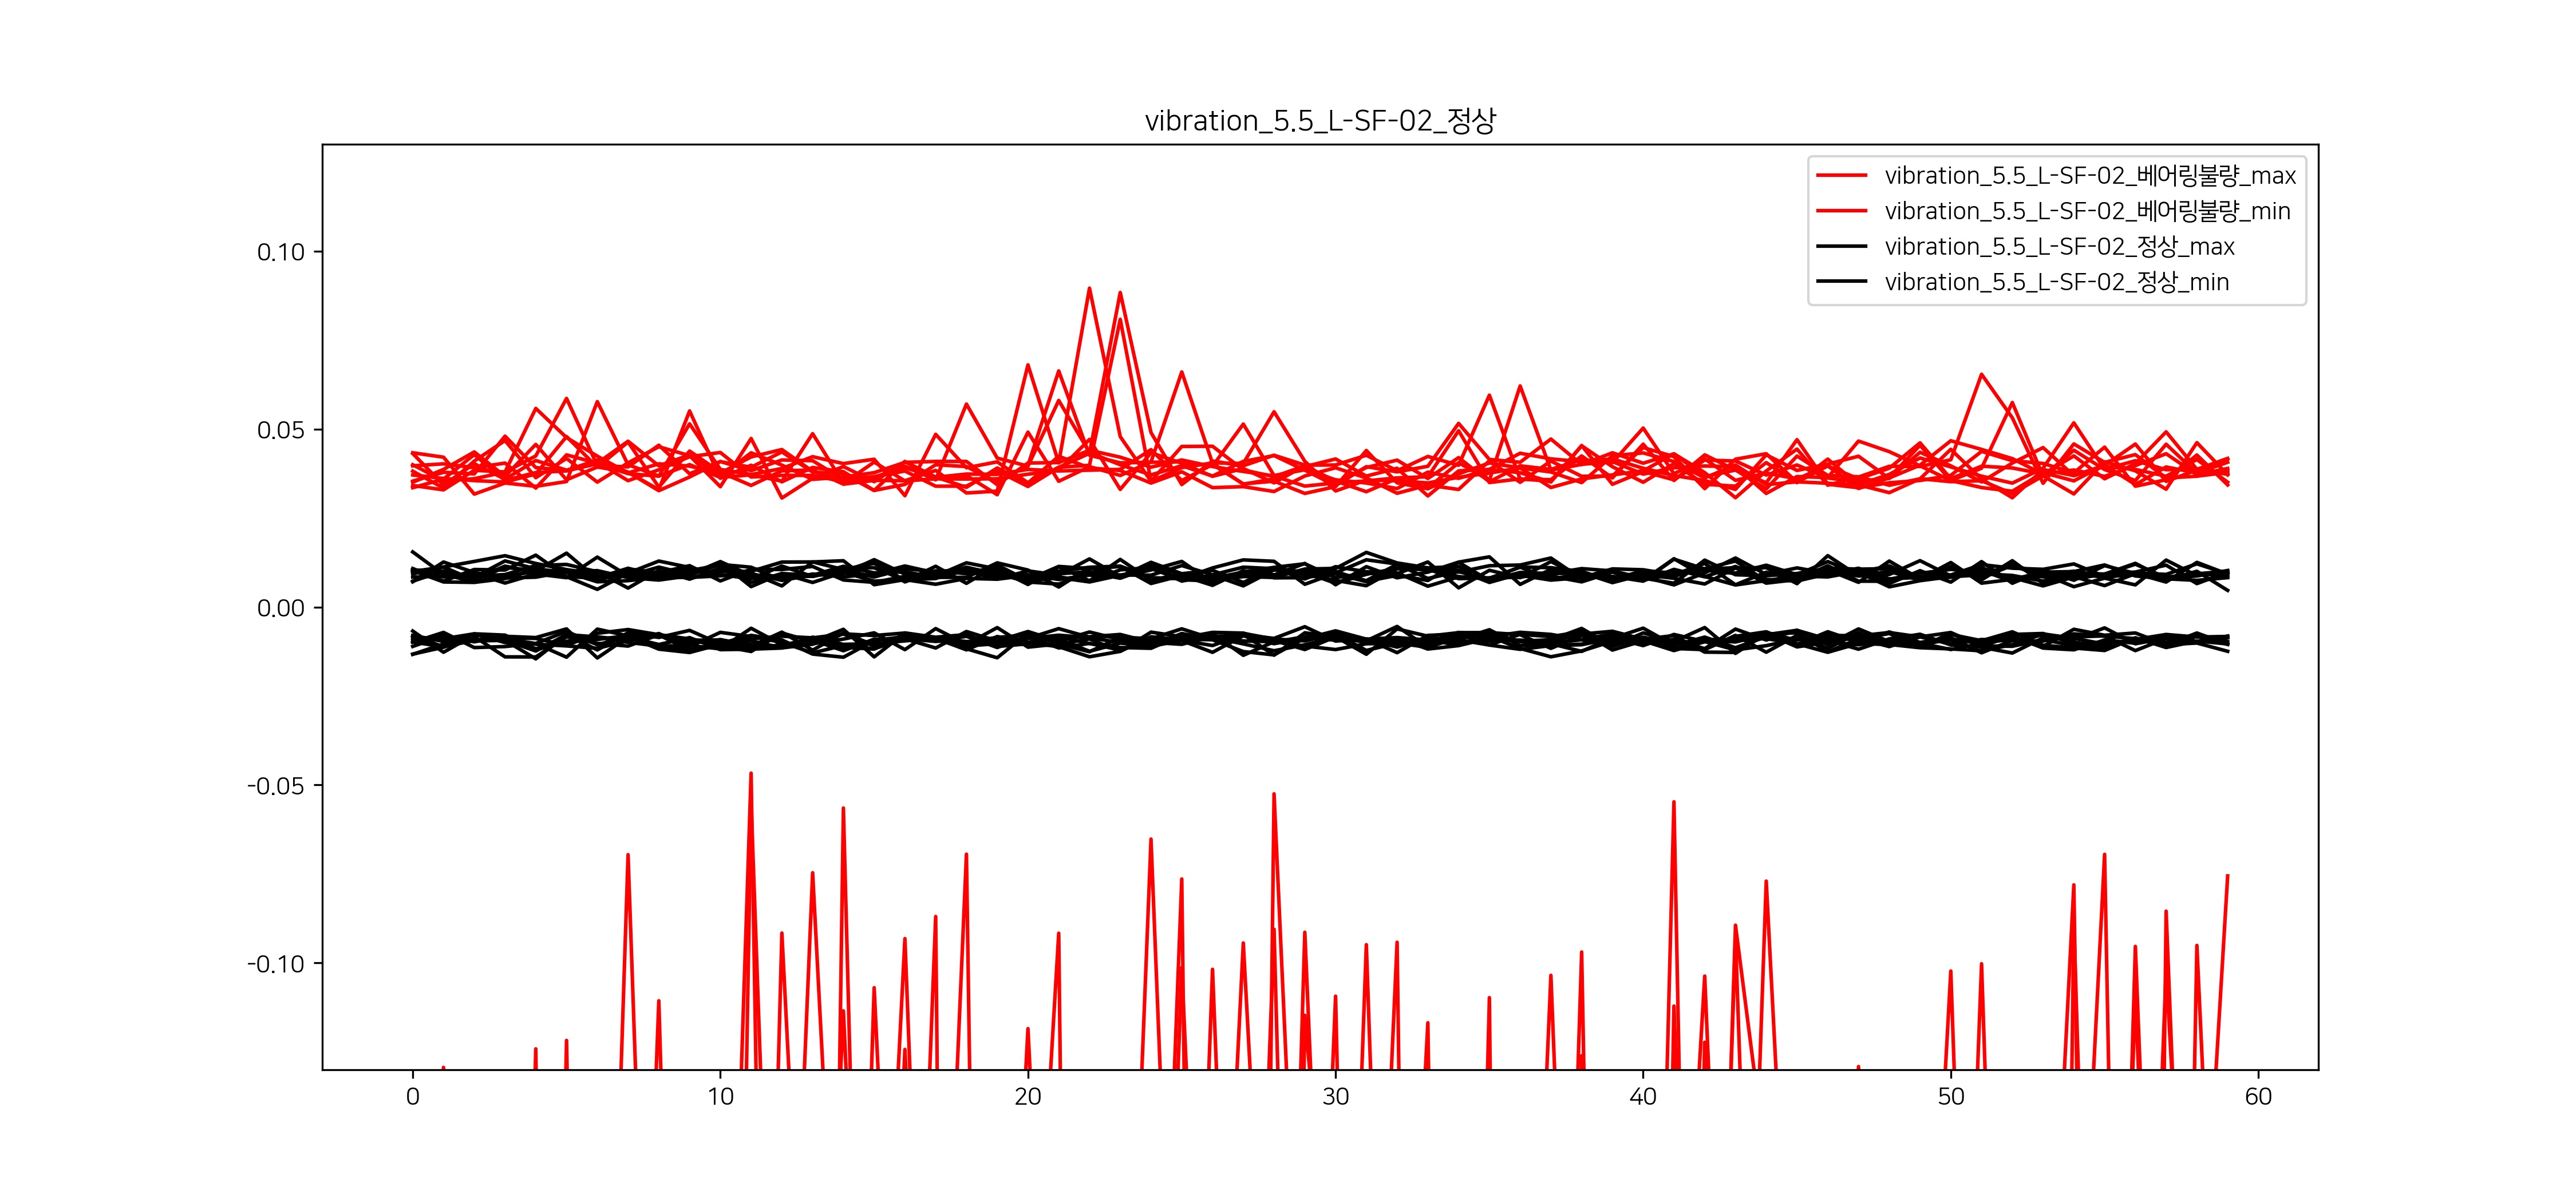 vibration_5.5_L-SF-02_정상
vibration_5.5_L-SF-02_베어링불량_max
vibration_5.5_L-SF-02_베어링불량_min
vibration_5.5_L-SF-02_정상_max
vibration_5.5_L-SF-02_정상_min
0.10
0.05
0.00
-0.05
-0.10
0 10 20 30 40 50 60